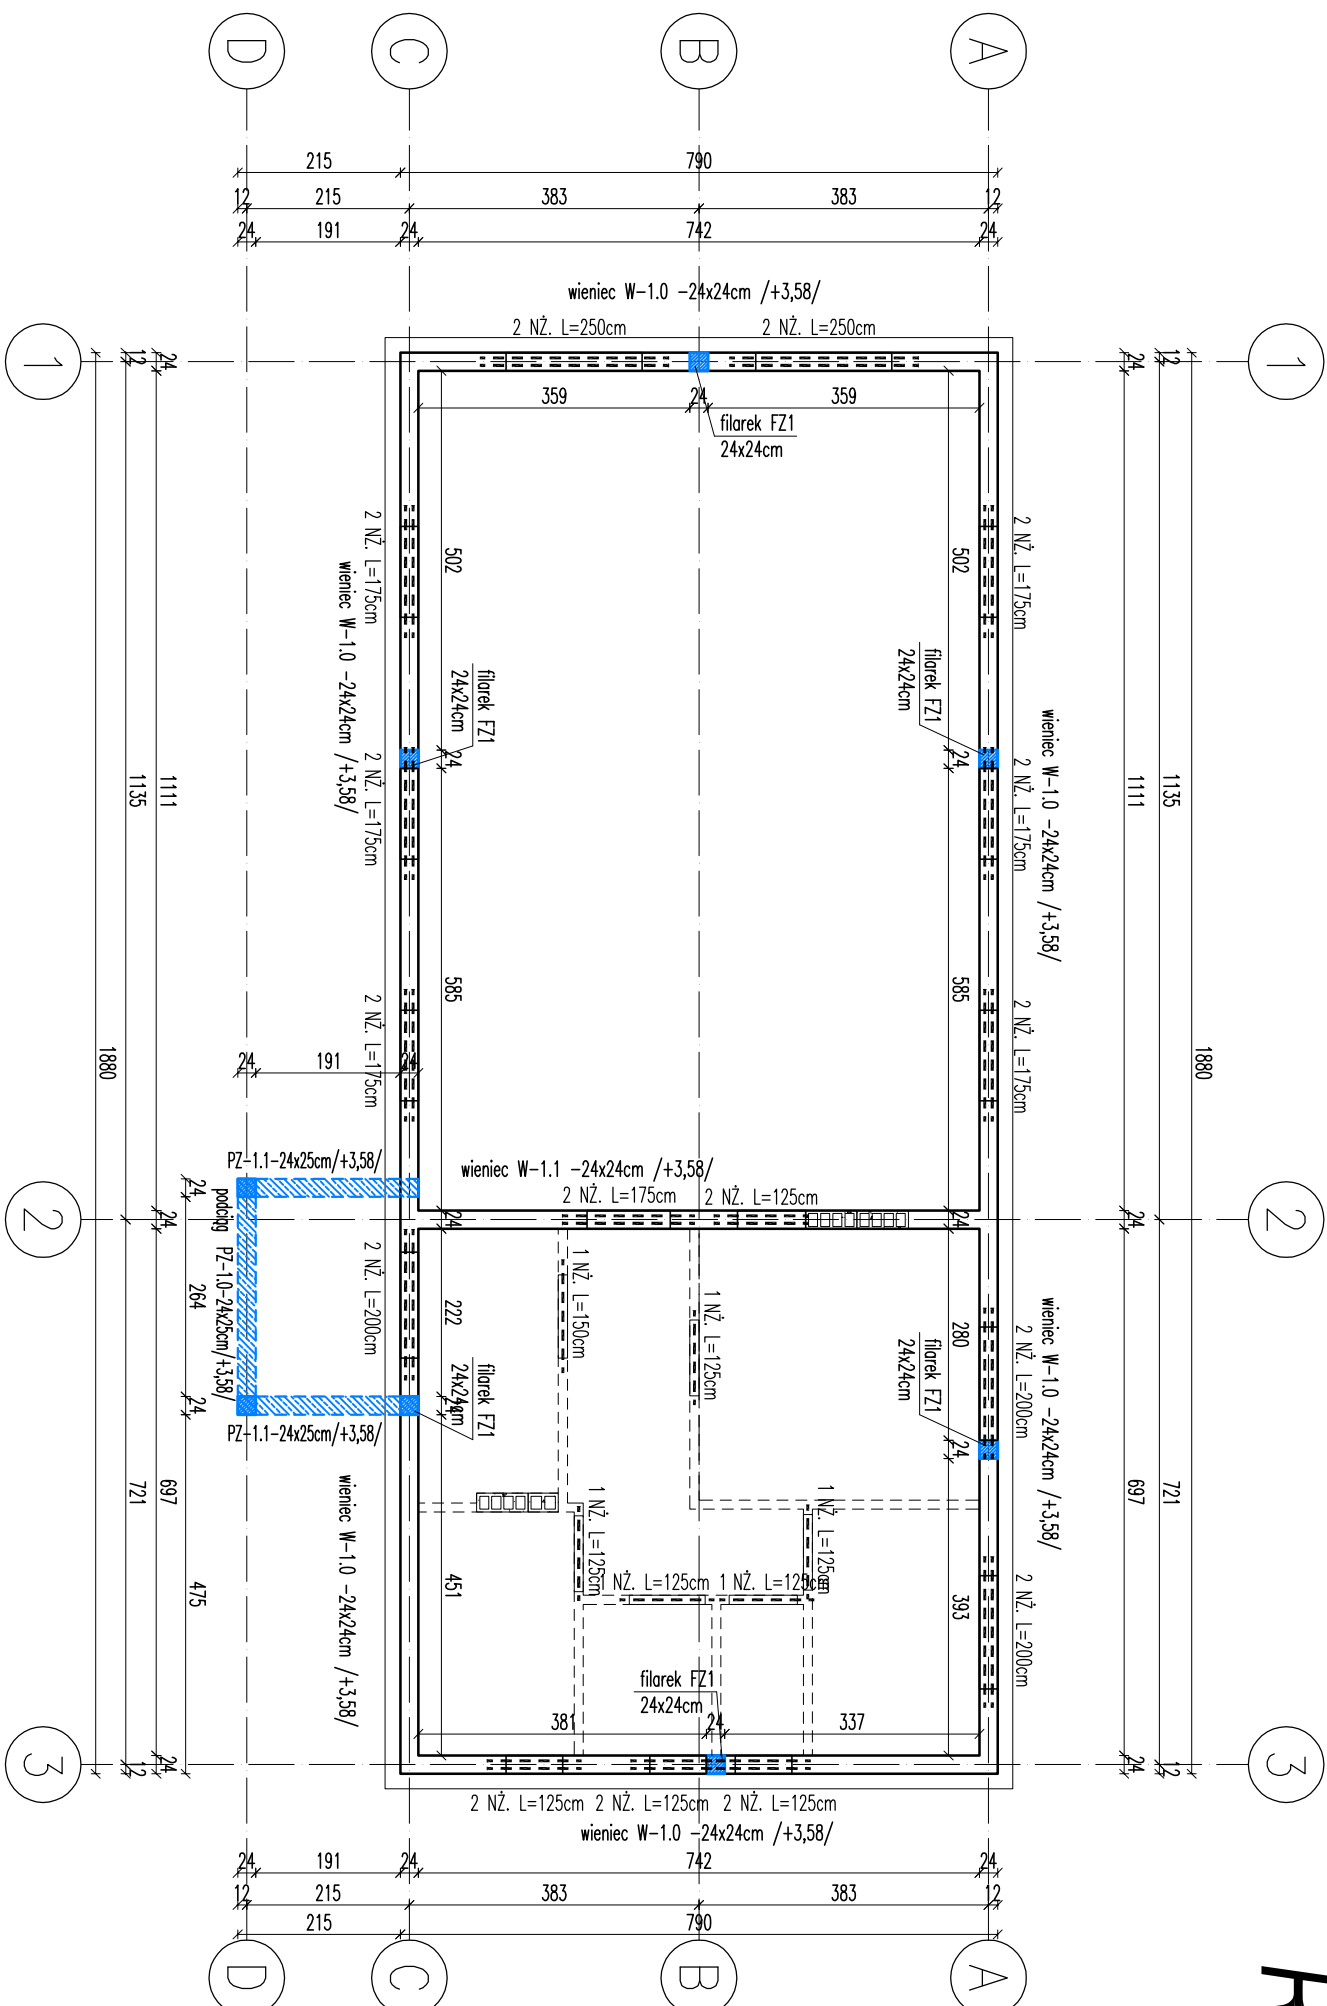 D
C
B
A
215
790
12
215
383
383
12
24
191
24
742
24
wieniec W-1.0 -24x24cm /+3,58/
2 NŻ. L=250cm
2 NŻ. L=250cm
1
12
24
24
12
1
359
24
359
filarek FZ1
24x24cm
2 NŻ. L=175cm
wieniec W-1.0 -24x24cm /+3,58/
502
502
2 NŻ. L=175cm
filarek FZ1
24x24cm
filarek FZ1
24x24cm
wieniec W-1.0 -24x24cm /+3,58/
24
24
2 NŻ. L=175cm
2 NŻ. L=175cm
1135
1111
1111
1135
585
585
2 NŻ. L=175cm
2 NŻ. L=175cm
1880
1880
24
191
24
PZ-1.1-24x25cm/+3,58/
wieniec W-1.1 -24x24cm /+3,58/
2 NŻ. L=175cm
2 NŻ. L=125cm
2
24
24
24
24
24
2
podciąg PZ-1.0-24x25cm/+3,58/
264
2 NŻ. L=200cm
222
1 NŻ. L=150cm
1 NŻ. L=125cm
280
filarek FZ1
24x24cm
2 NŻ. L=200cm
wieniec W-1.0 -24x24cm /+3,58/
24
24
filarek FZ1
24x24cm
24
PZ-1.1-24x25cm/+3,58/
721
697
697
721
wieniec W-1.0 -24x24cm /+3,58/
475
451
1 NŻ. L=125cm
1 NŻ. L=125cm
1 NŻ. L=125cm
1 NŻ. L=125cm
393
2 NŻ. L=200cm
filarek FZ1
24x24cm
381
24
337
3
12
24
24
12
3
2 NŻ. L=125cm
2 NŻ. L=125cm
2 NŻ. L=125cm
wieniec W-1.0 -24x24cm /+3,58/
24
191
24
742
24
12
215
383
383
12
215
790
D
C
B
A